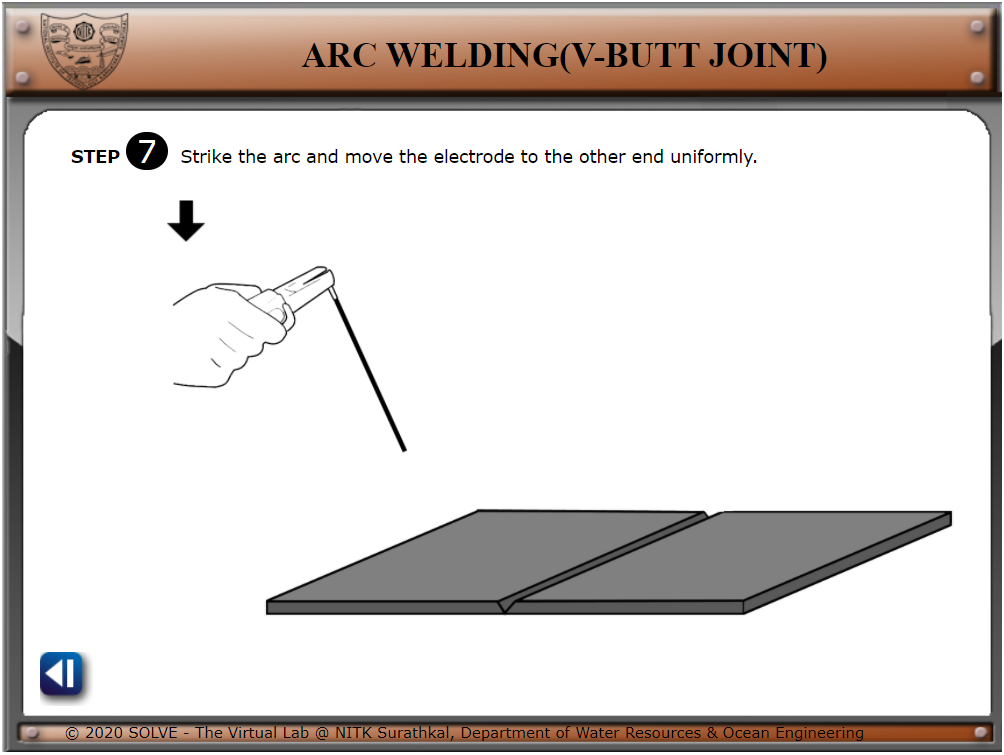 ARC WELDING(V-BUTT JOINT)
STEP 7 Strike the arc and move the electrode to the other end uniformly.
© 2020 SOLVE - The Virtual Lab @ NITK Surathkal, Department of Water Resources & Ocean Engineering